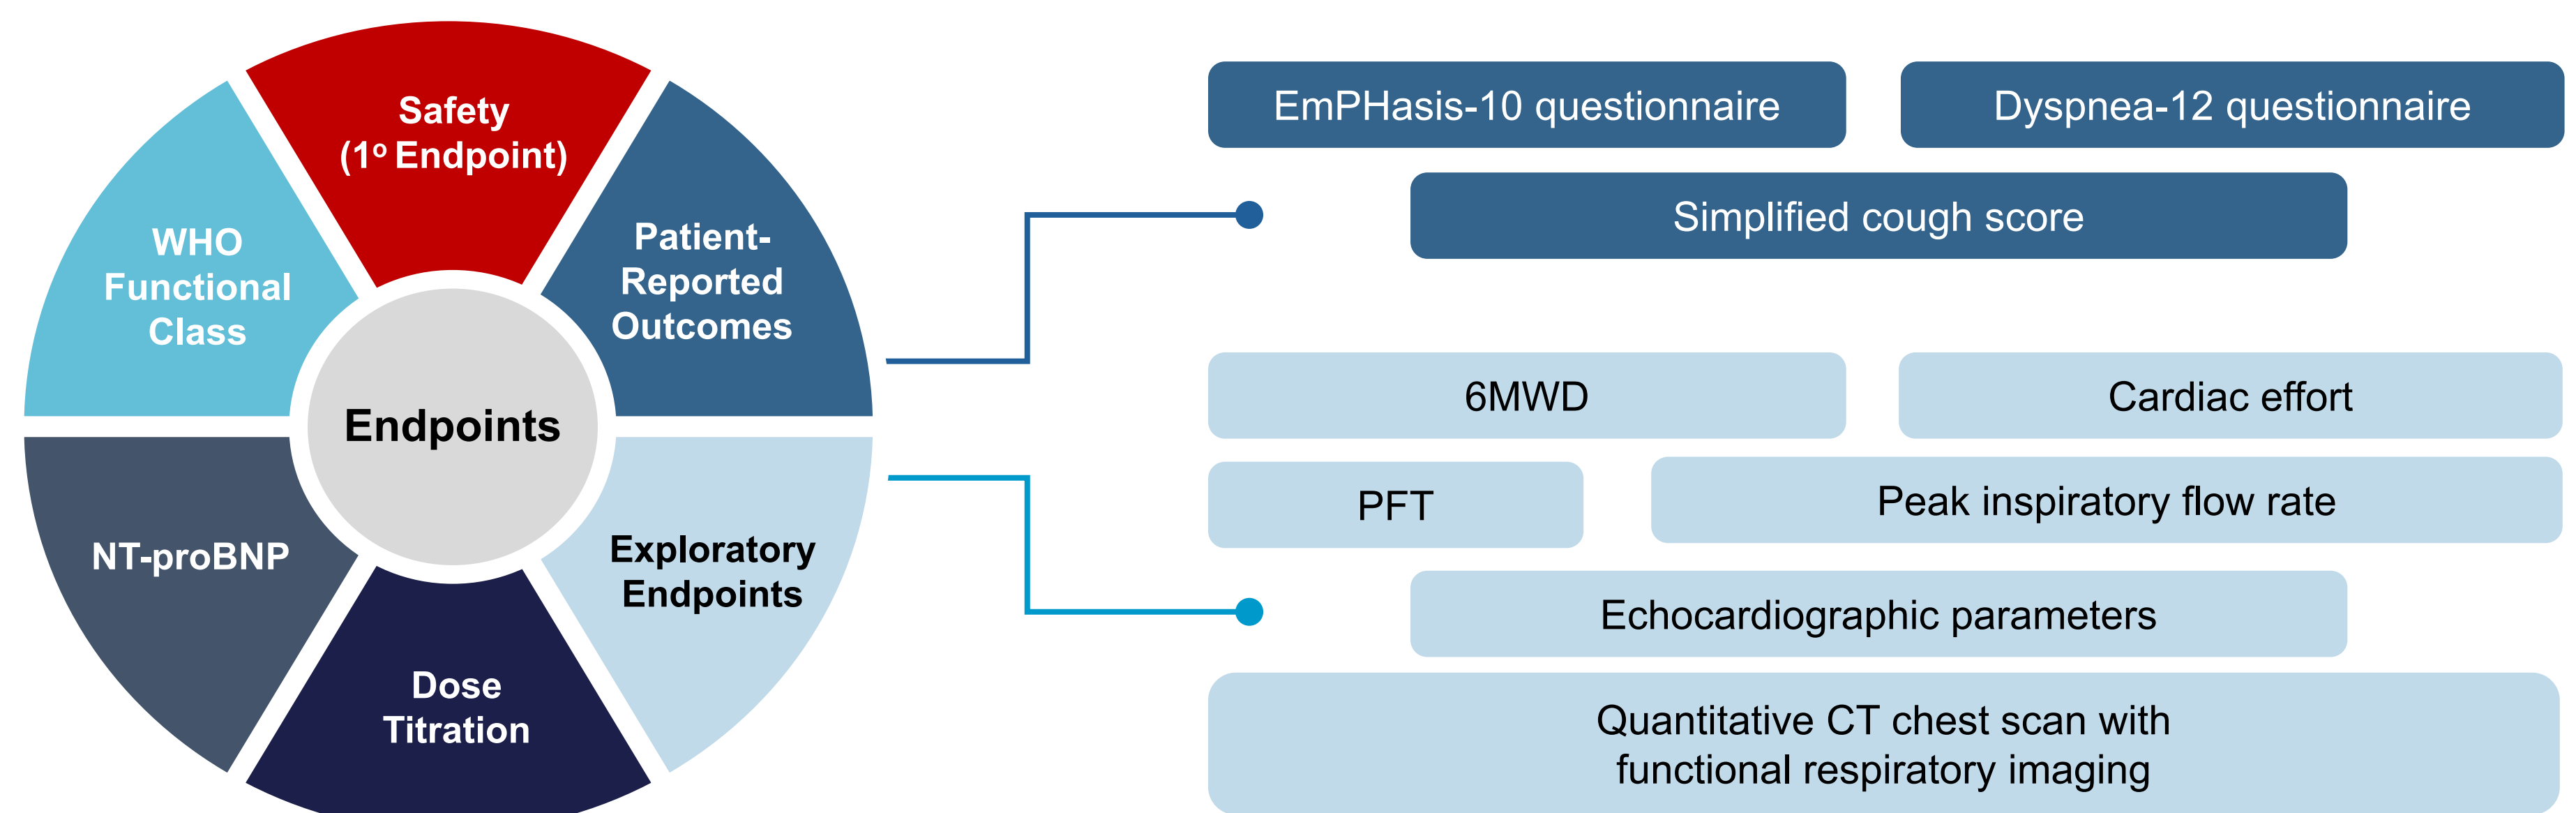 Safety
(1º Endpoint)
Patient-
Reported
Outcomes
Exploratory
Endpoints
Dose
Titration
NT-proBNP
WHO
Functional
Class
Endpoints
EmPHasis-10 questionnaire
Dyspnea-12 questionnaire
Simplified cough score
6MWD
Cardiac effort
PFT
Peak inspiratory flow rate
Echocardiographic parameters
Quantitative CT chest scan with
functional respiratory imaging